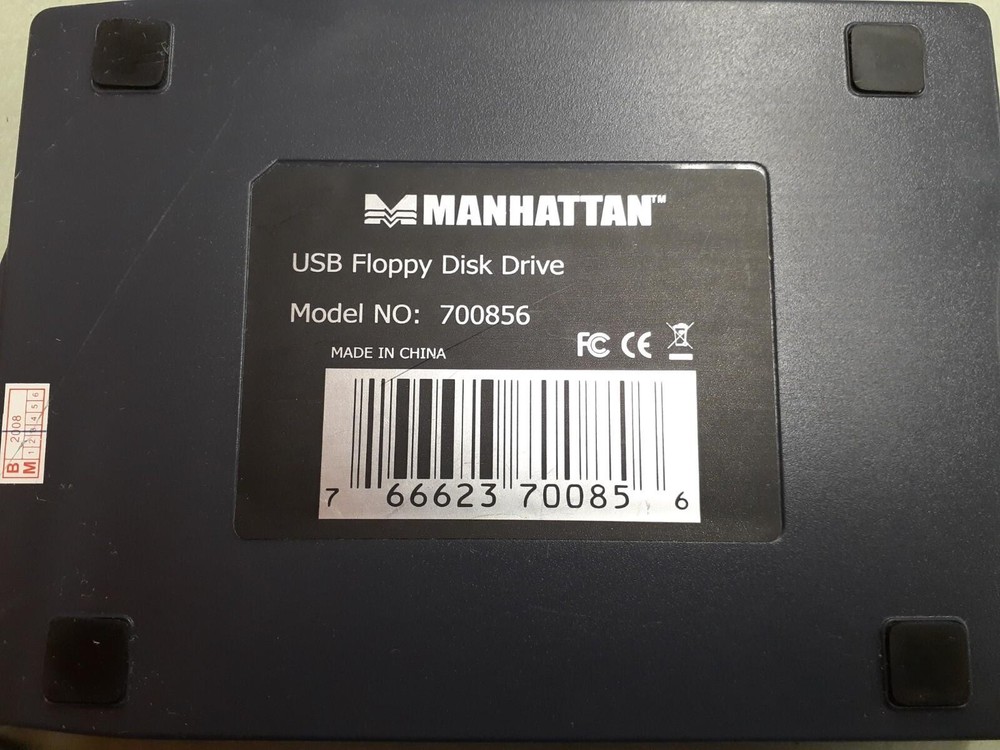 MANHATTAN™
USB Floppy Disk Drive
Model NO: 700856
MADE IN CHINA
FC CE
7 66623 70085 6
B 2008
M 1 2 3 4 5 6